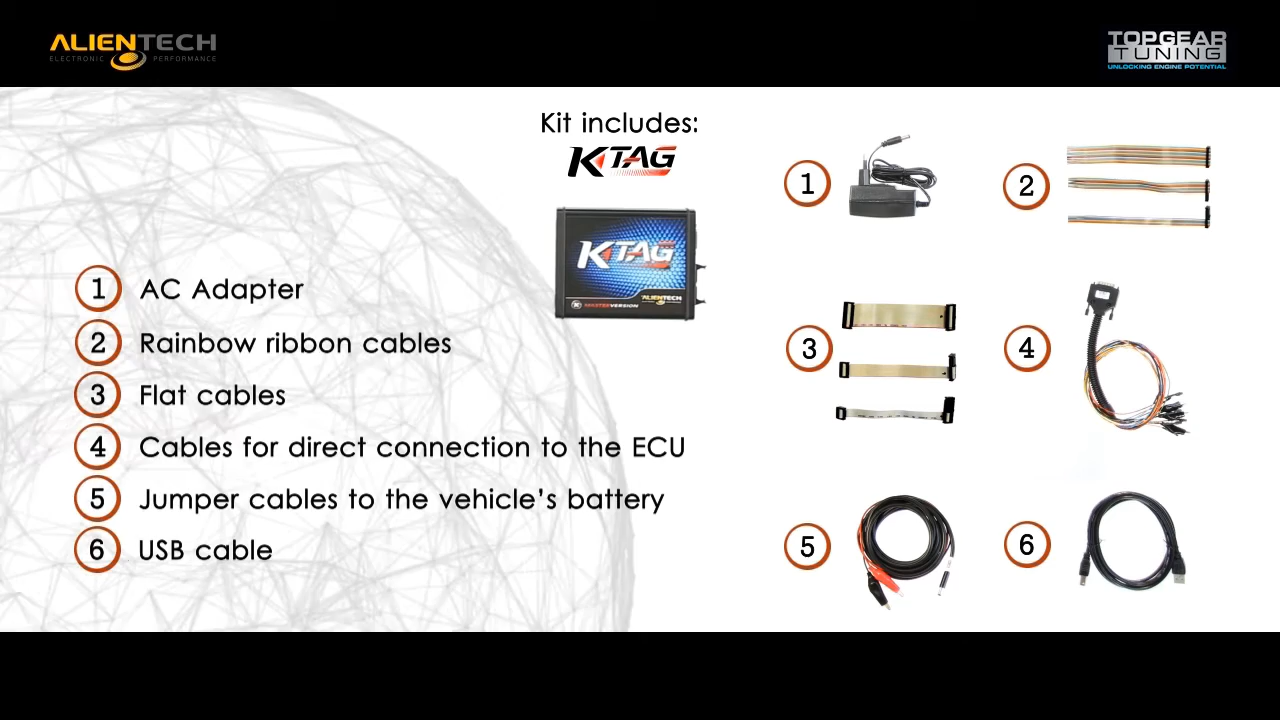 ALIENTECH
ELECTRONIC PERFORMANCE
TOPGEAR
TUNING
UNLOCKING ENGINE POTENTIAL
Kit includes:
KTAG
KTAG
ALIENTECH
K MASTERVERSION
1 AC Adapter
2 Rainbow ribbon cables
3 Flat cables
4 Cables for direct connection to the ECU
5 Jumper cables to the vehicle's battery
6 USB cable
1
2
3
4
5
6